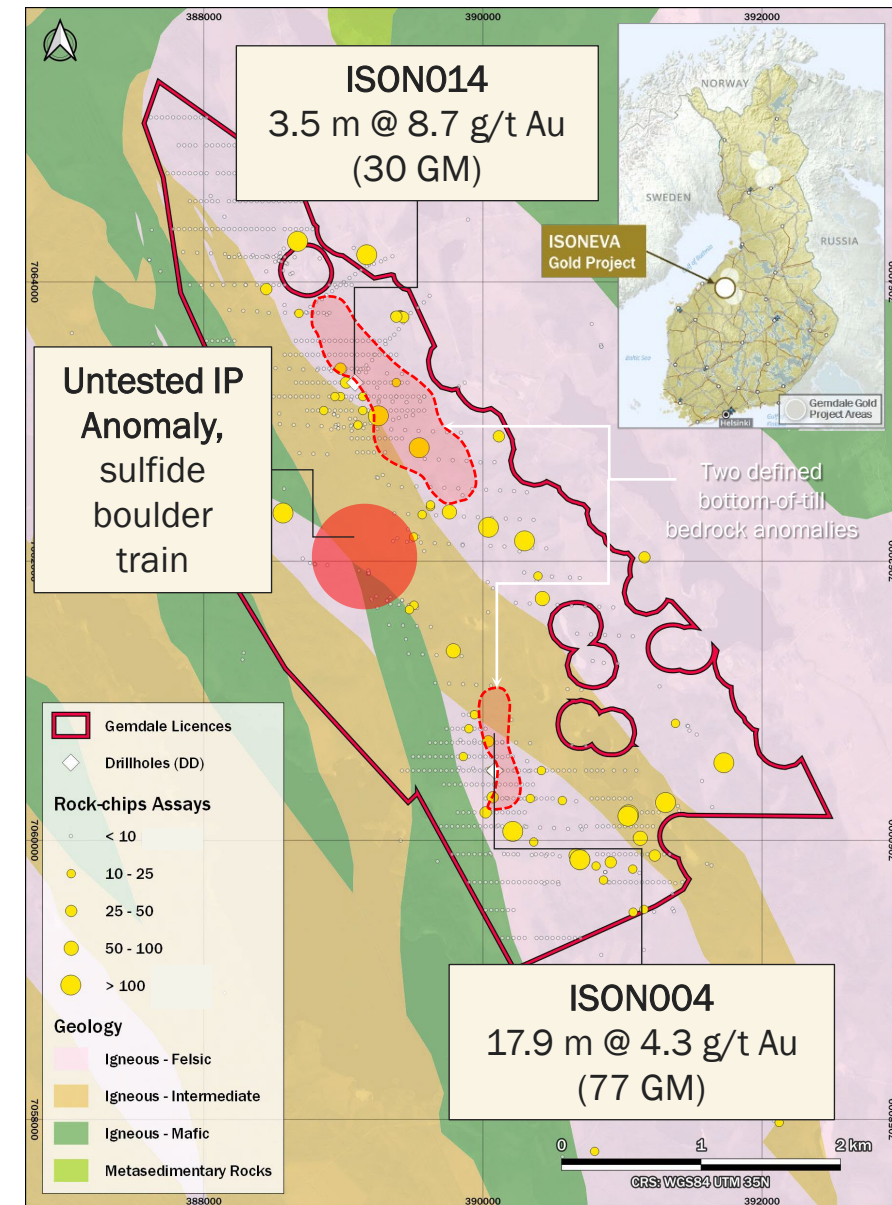 388000
390000
392000
ISON014
3.5 m @ 8.7 g/t Au
(30 GM)
NORWAY
SWEDEN
RUSSIA
ISONEVA
Gold Project
Baltic Sea
Helsinki
Gemdale Gold
Project Areas
7064000
7064000
Untested IP
Anomaly,
sulfide
boulder
train
Two defined
bottom-of-till
bedrock anomalies
Gemdale Licences
Drillholes (DD)
Rock-chips Assays
< 10
10 - 25
25 - 50
50 - 100
> 100
Geology
Igneous - Felsic
Igneous - Intermediate
Igneous - Mafic
Metasedimentary Rocks
7060000
7058000
ISON004
17.9 m @ 4.3 g/t Au
(77 GM)
0 1 2 km
CRS: WGS84 UTM 35N
388000
390000
392000